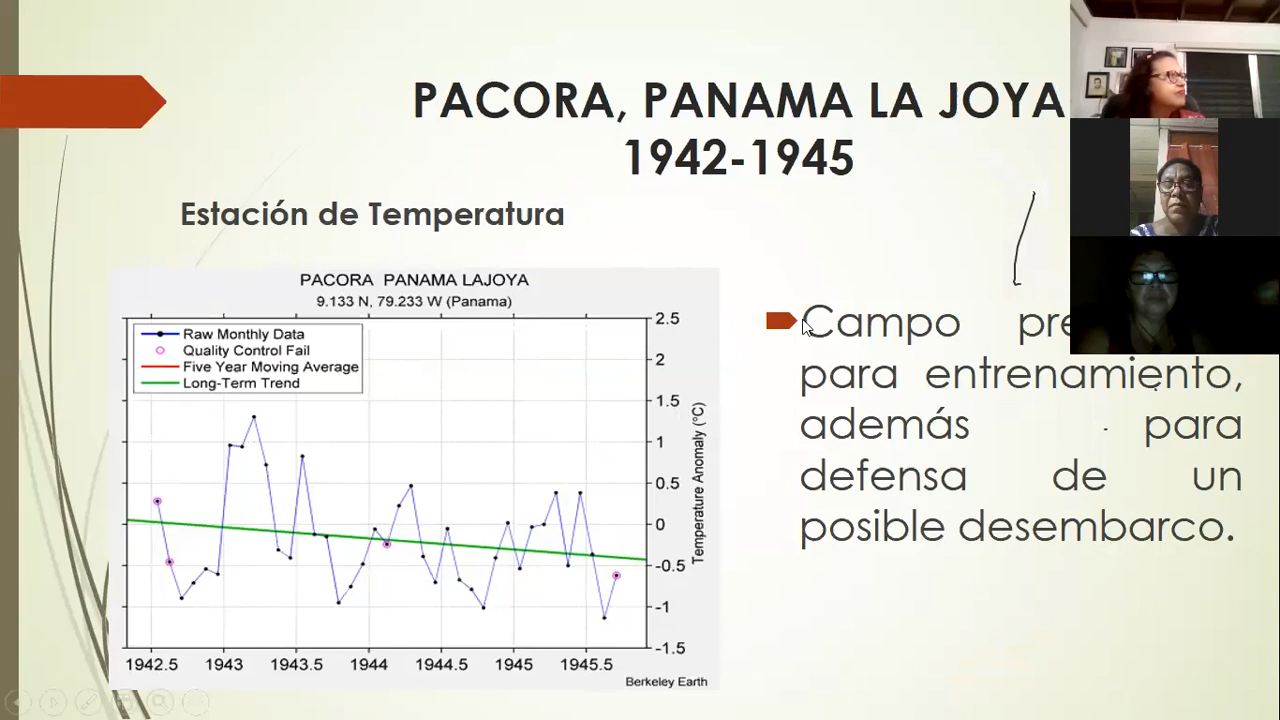 PACORA, PANAMA LA JOYA
1942-1945
Estación de Temperatura
PACORA PANAMA LAJOYA
9.133 N, 79.233 W (Panama)
Raw Monthly Data
Quality Control Fail
Five Year Moving Average
Long-Term Trend
2.5
2
1.5
1
0.5
0
-0.5
-1
-1.5
Temperature Anomaly (°C)
1942.5 1943 1943.5 1944 1944.5 1945 1945.5
Berkeley Earth
Campo
para entrenamiento,
además para
defensa de un
posible desembarco.